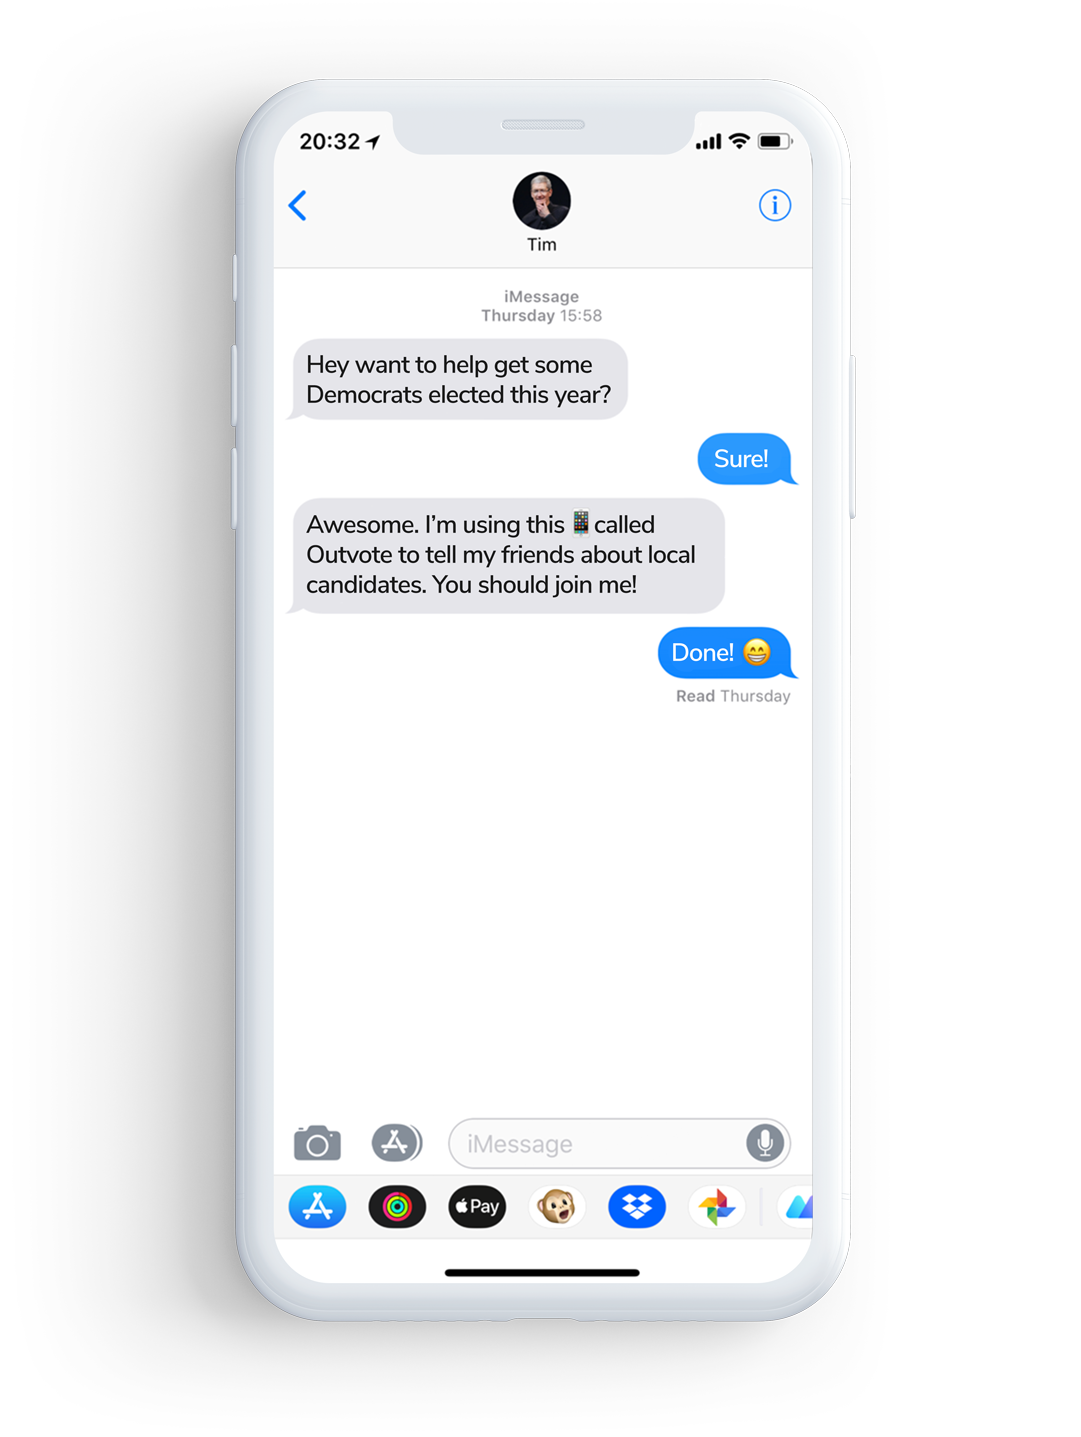 20:32
Tim
iMessage
Thursday 15:58
Hey want to help get some
Democrats elected this year?
Sure!
Awesome. I’m using this 📱called
Outvote to tell my friends about local
candidates. You should join me!
Done! 😁
Read Thursday
iMessage
Pay